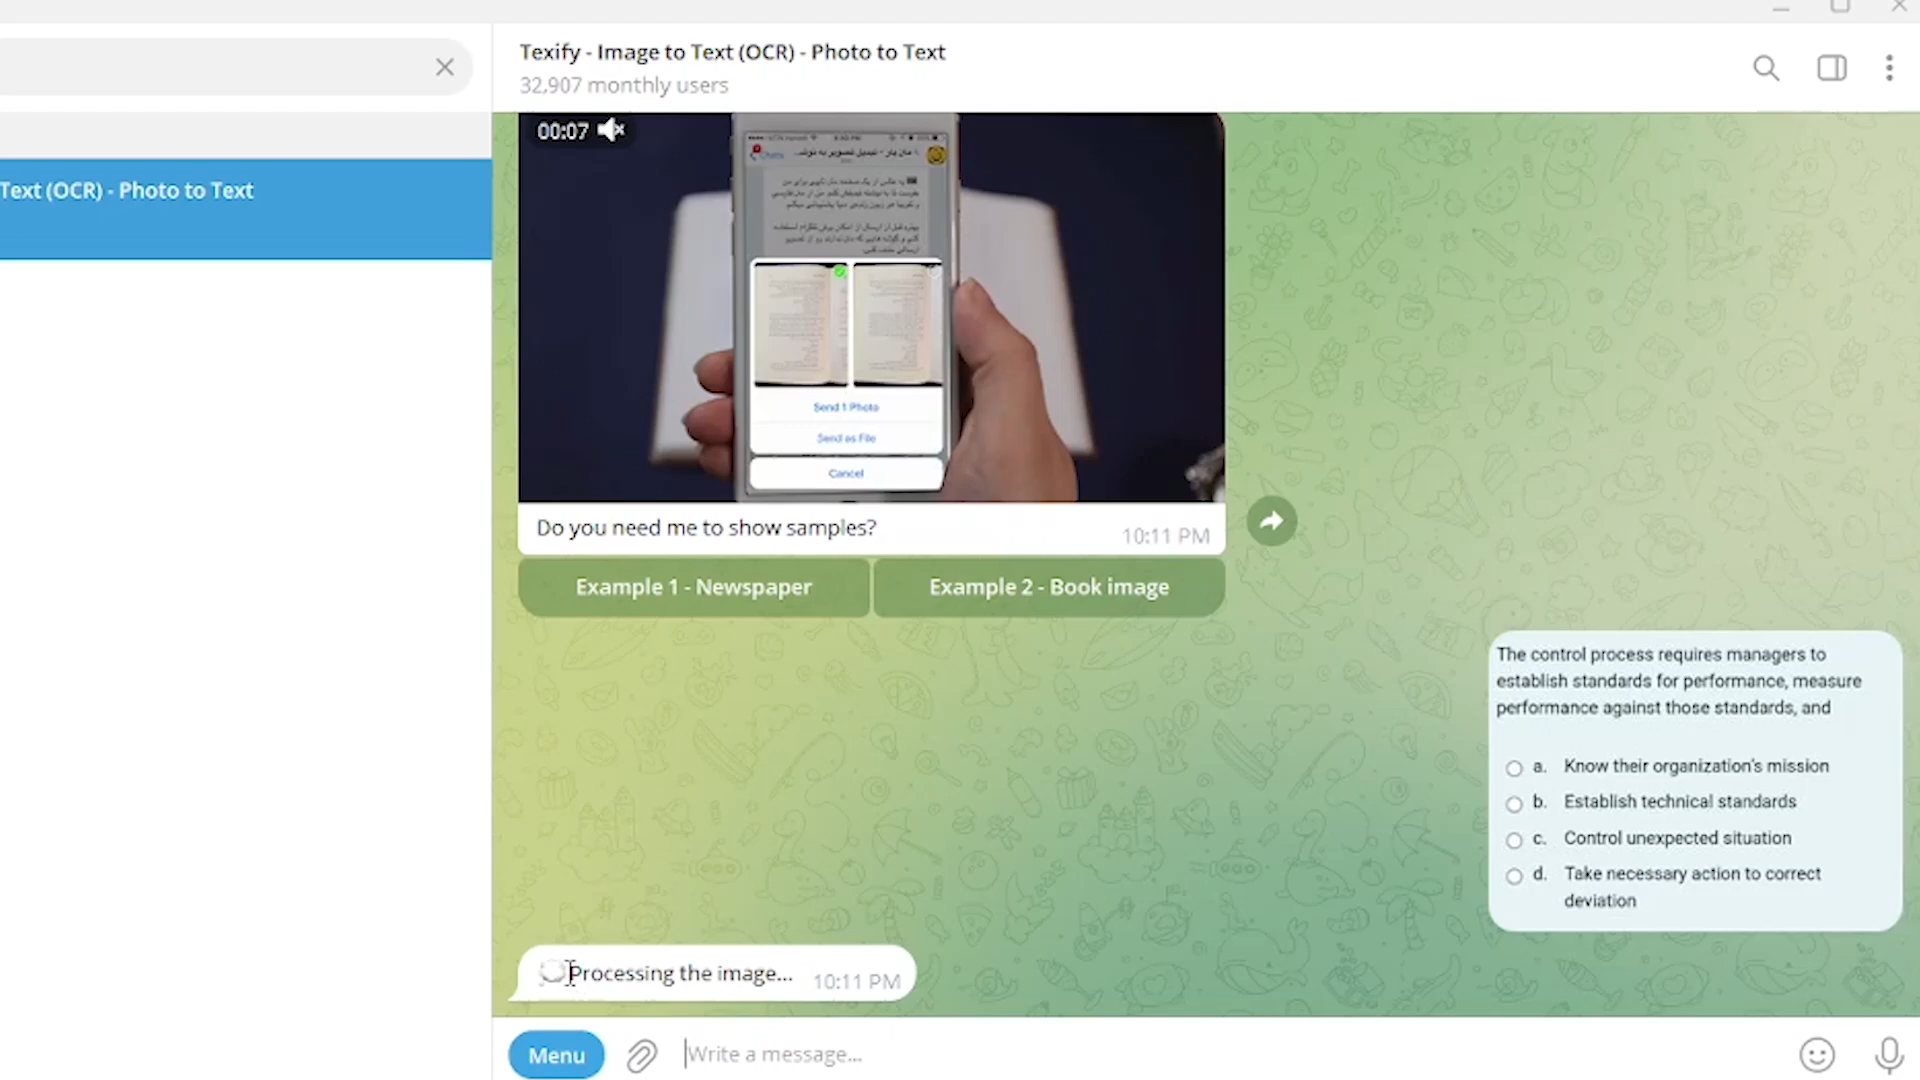 Texify - Image to Text (OCR) - Photo to Text
32,907 monthly users
Text (OCR) - Photo to Text
00:07
Send 1 Photo
Send as File
Cancel
Do you need me to show samples?
10:11 PM
Example 1 - Newspaper
Example 2 - Book image
The control process requires managers to
establish standards for performance, measure
performance against those standards, and
a. Know their organization's mission
b. Establish technical standards
c. Control unexpected situation
d. Take necessary action to correct
deviation
Processing the image...
10:11 PM
Menu
Write a message...